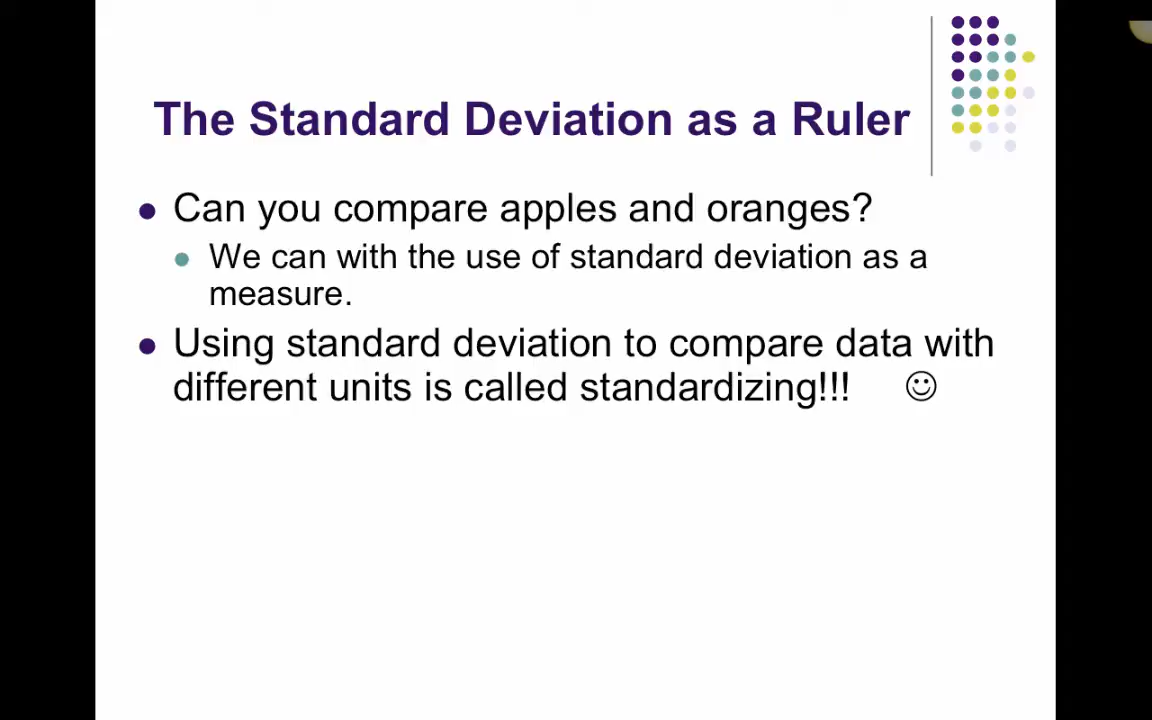 The Standard Deviation as a Ruler
Can you compare apples and oranges?
We can with the use of standard deviation as a
measure.
Using standard deviation to compare data with
different units is called standardizing!!! ☺